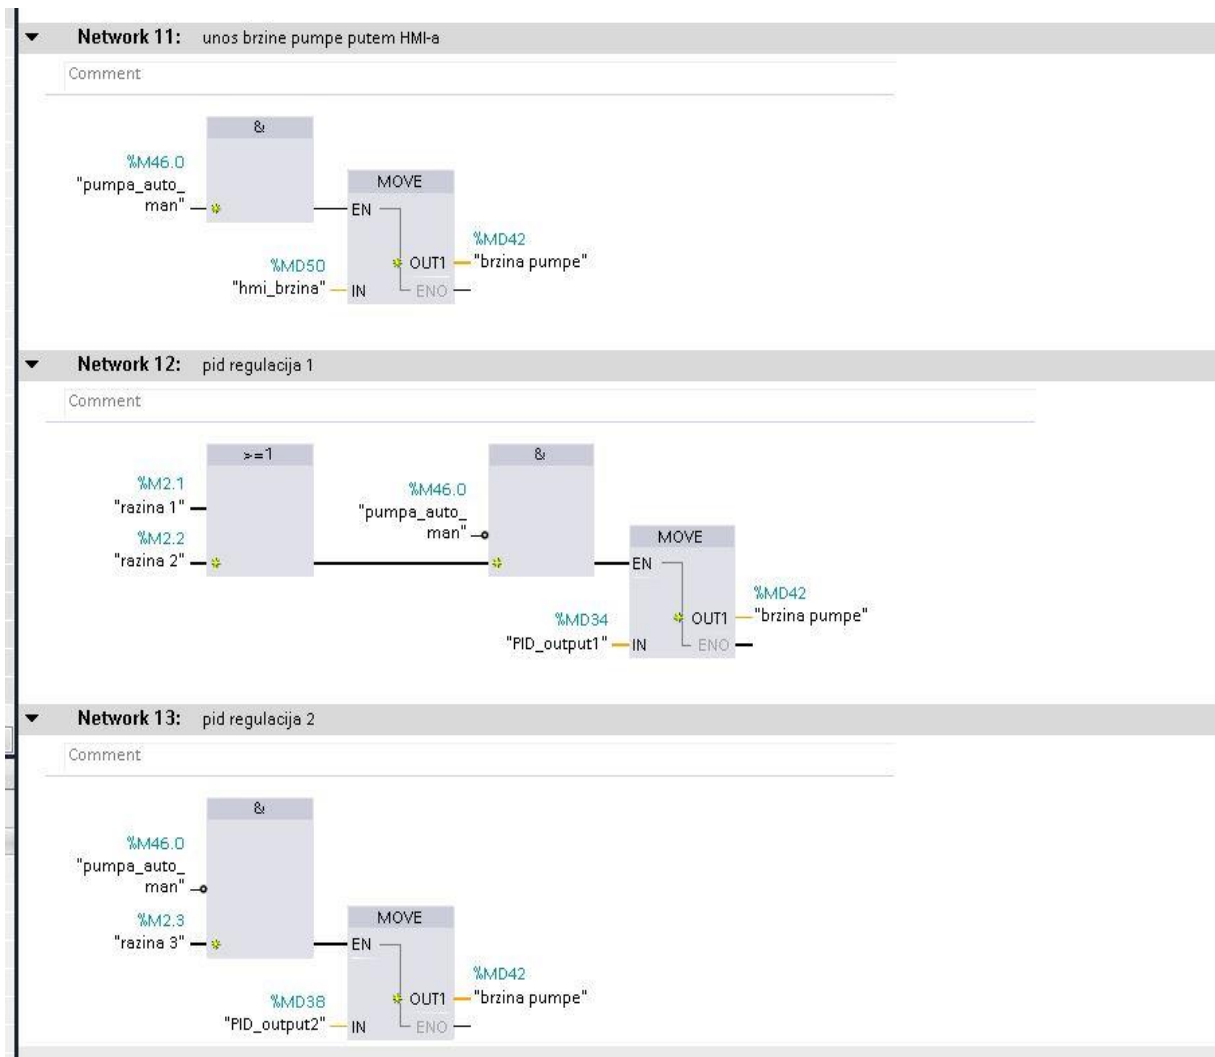 Network 11: unos brzine pumpe putem HMI-a
Comment
&
%M46.0
"pumpa_auto_
man"
MOVE
EN
%MD42
OUT1 "brzina pumpe"
%MD50
"hmi_brzina" IN ENO
Network 12: pid regulacija 1
Comment
>=1
&
%M2.1
"razina 1"
%M46.0
"pumpa_auto_
man"
%M2.2
"razina 2"
MOVE
EN
%MD42
OUT1 "brzina pumpe"
%MD34
"PID_output1" IN ENO
Network 13: pid regulacija 2
Comment
&
%M46.0
"pumpa_auto_
man"
%M2.3
"razina 3"
MOVE
EN
%MD42
OUT1 "brzina pumpe"
%MD38
"PID_output2" IN ENO